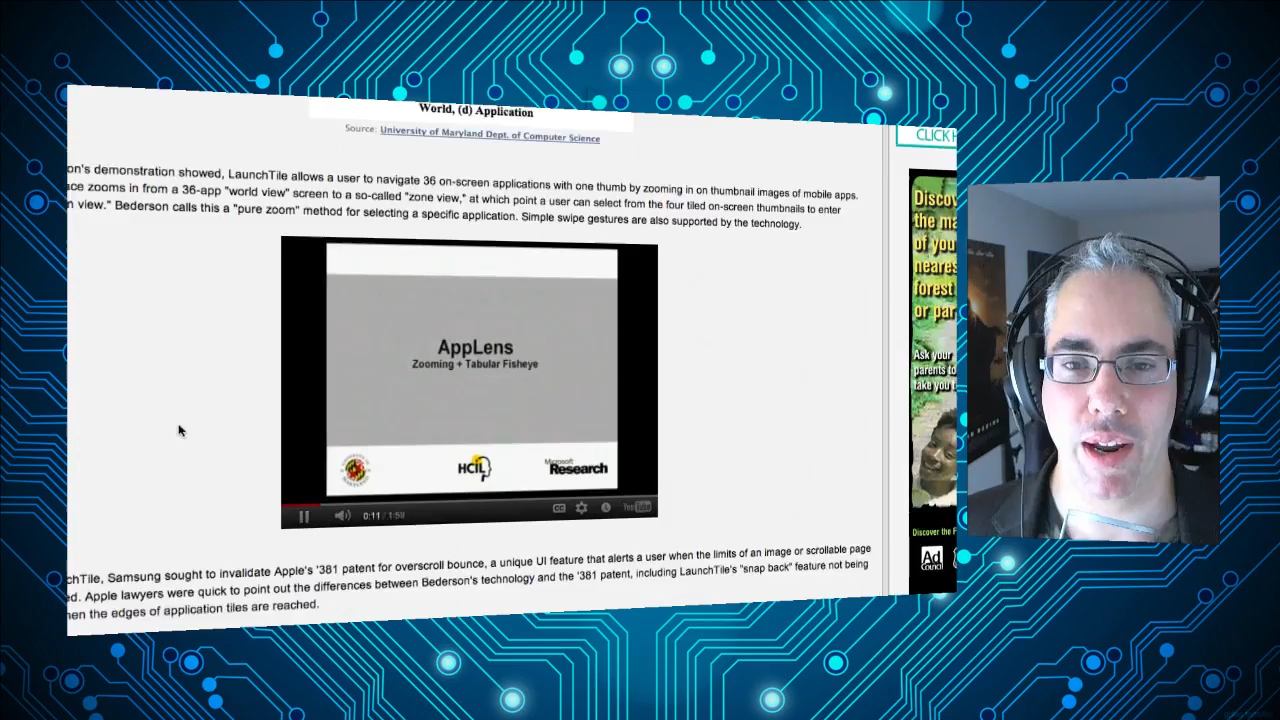 World, (d) Application
Source: University of Maryland Dept. of Computer Science
on's demonstration showed, LaunchTile allows a user to navigate 36 on-screen applications with one thumb by zooming in on thumbnail images of mobile apps.
ace zooms in from a 36-app "world view" screen to a so-called "zone view," at which point a user can select from the four tiled on-screen thumbnails to enter
n view." Bederson calls this a "pure zoom" method for selecting a specific application. Simple swipe gestures are also supported by the technology.
AppLens
Zooming + Tabular Fisheye
HCIL
Microsoft
Research
0:11 / 1:59
CC
YouTube
chTile, Samsung sought to invalidate Apple's '381 patent for overscroll bounce, a unique UI feature that alerts a user when the limits of an image or scrollable page
ed. Apple lawyers were quick to point out the differences between Bederson's technology and the '381 patent, including LaunchTile's "snap back" feature not being
hen the edges of application tiles are reached.
CLICK
Discov
the ma
of you
neares
forest
or par
Ask your
parents to
take you t
Discover the F
Ad
Council